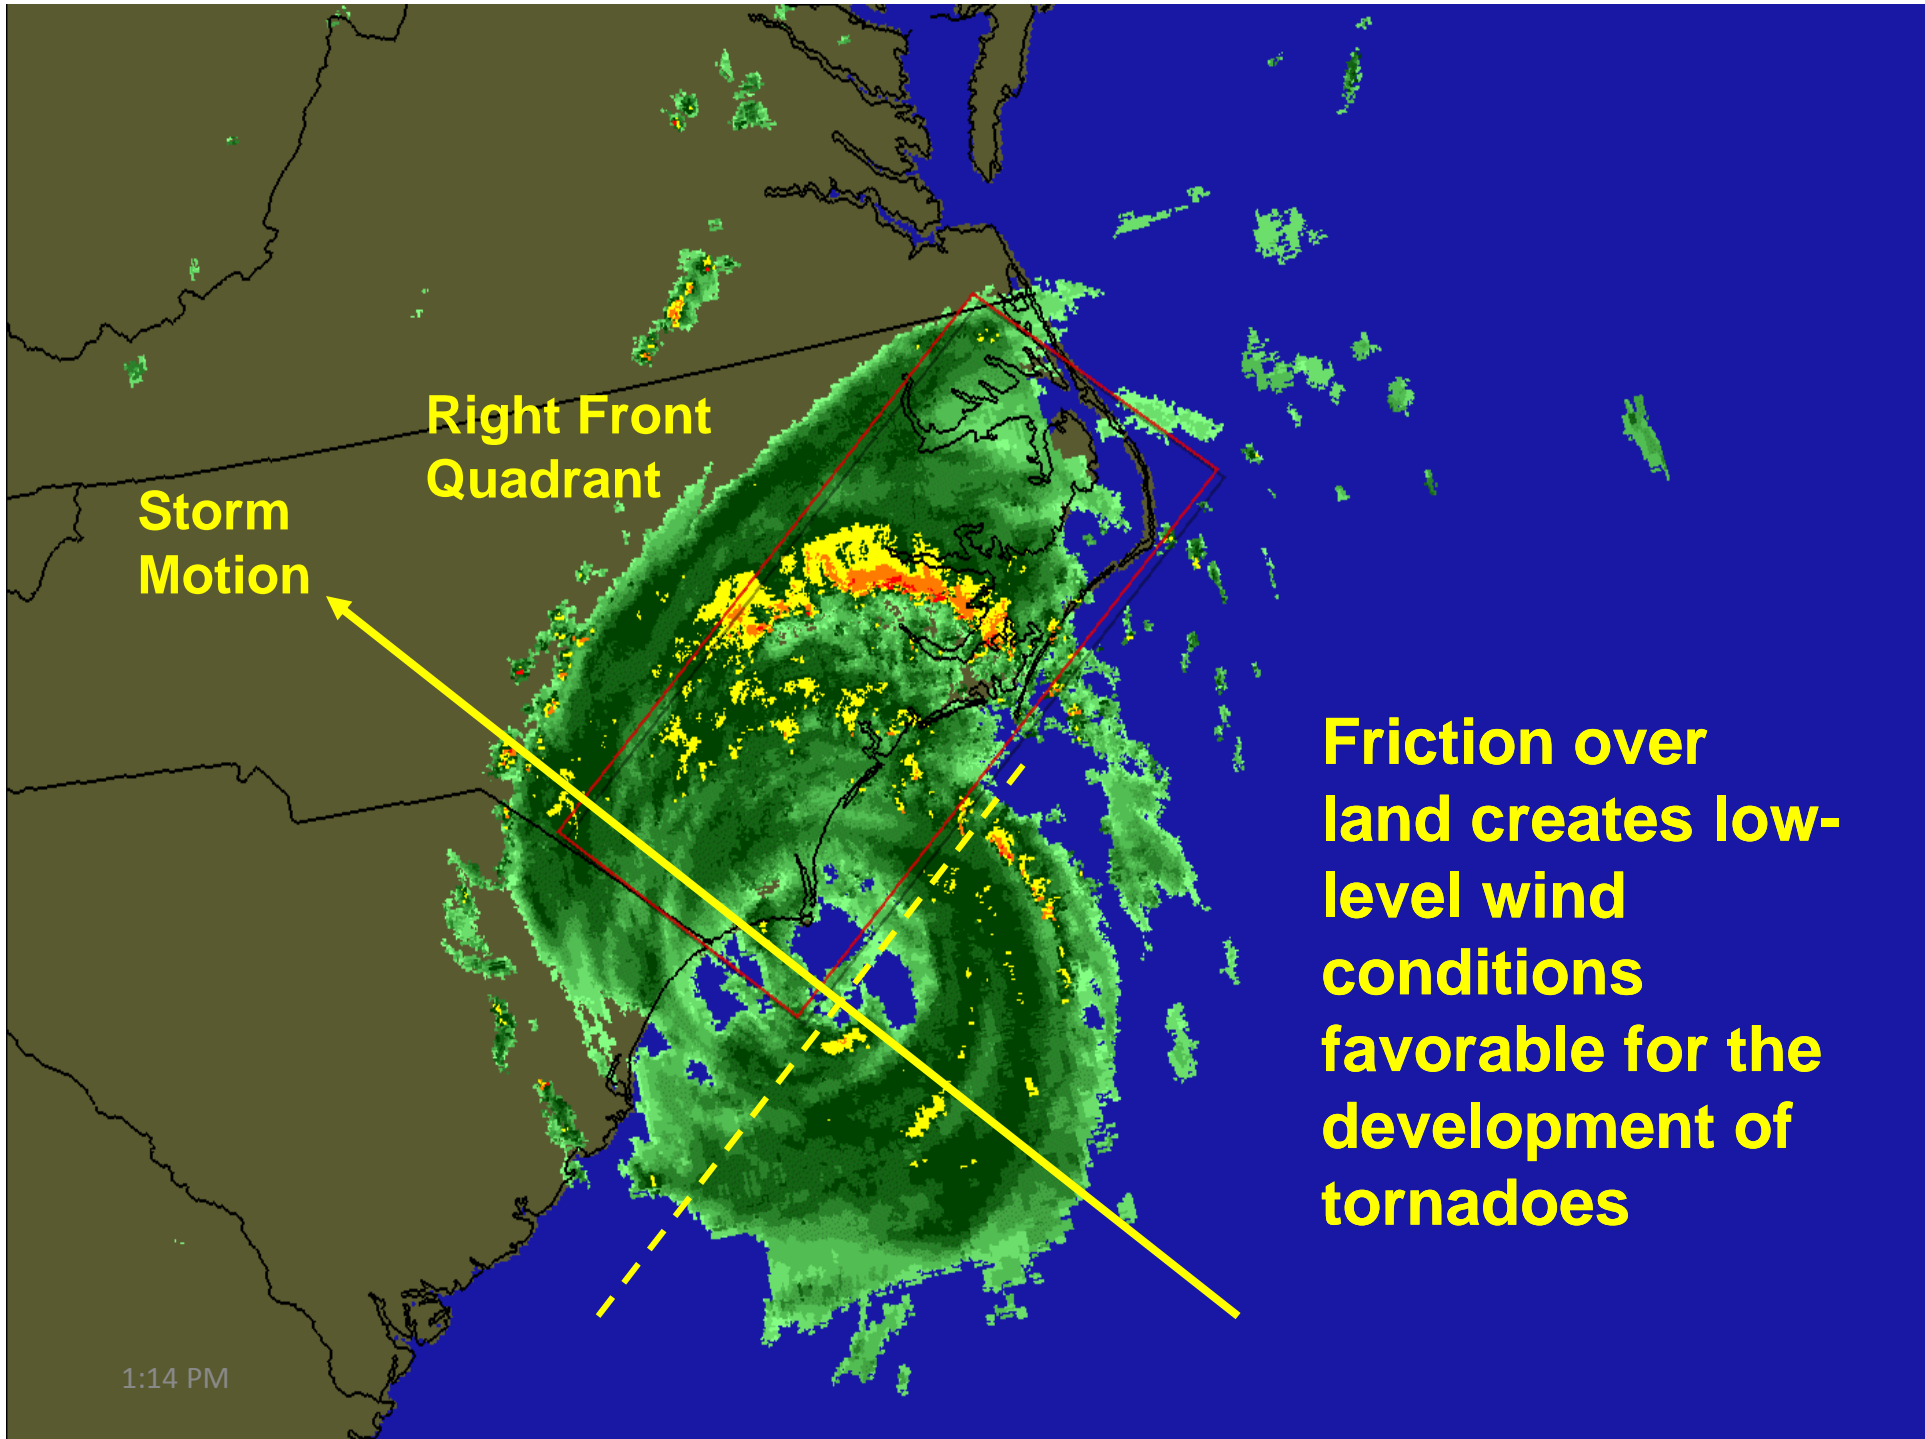 Right Front
Quadrant
Storm
Motion
Friction over
land creates low-
level wind
conditions
favorable for the
development of
tornadoes
1:14 PM